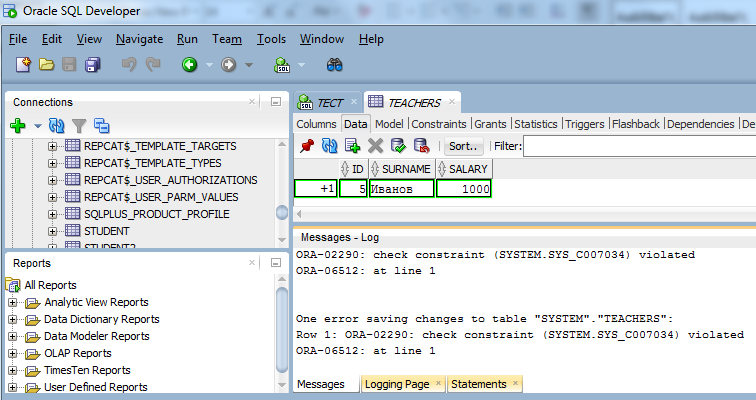 Oracle SQL Developer
File Edit View Navigate Run Team Tools Window Help
Connections
REPCAT$_TEMPLATE_TARGETS
REPCAT$_TEMPLATE_TYPES
REPCAT$_USER_AUTHORIZATIONS
REPCAT$_USER_PARM_VALUES
SQLPLUS_PRODUCT_PROFILE
STUDENT
STUDENT2
Reports
All Reports
Analytic View Reports
Data Dictionary Reports
Data Modeler Reports
OLAP Reports
TimesTen Reports
User Defined Reports
ТЕСТ TEACHERS
Columns Data Model Constraints Grants Statistics Triggers Flashback Dependencies De
Sort.. Filter:
ID SURNAME SALARY
+1 5 Иванов 1000
Messages - Log
ORA-02290: check constraint (SYSTEM.SYS_C007034) violated
ORA-06512: at line 1
One error saving changes to table "SYSTEM"."TEACHERS":
Row 1: ORA-02290: check constraint (SYSTEM.SYS_C007034) violated
ORA-06512: at line 1
Messages Logging Page Statements